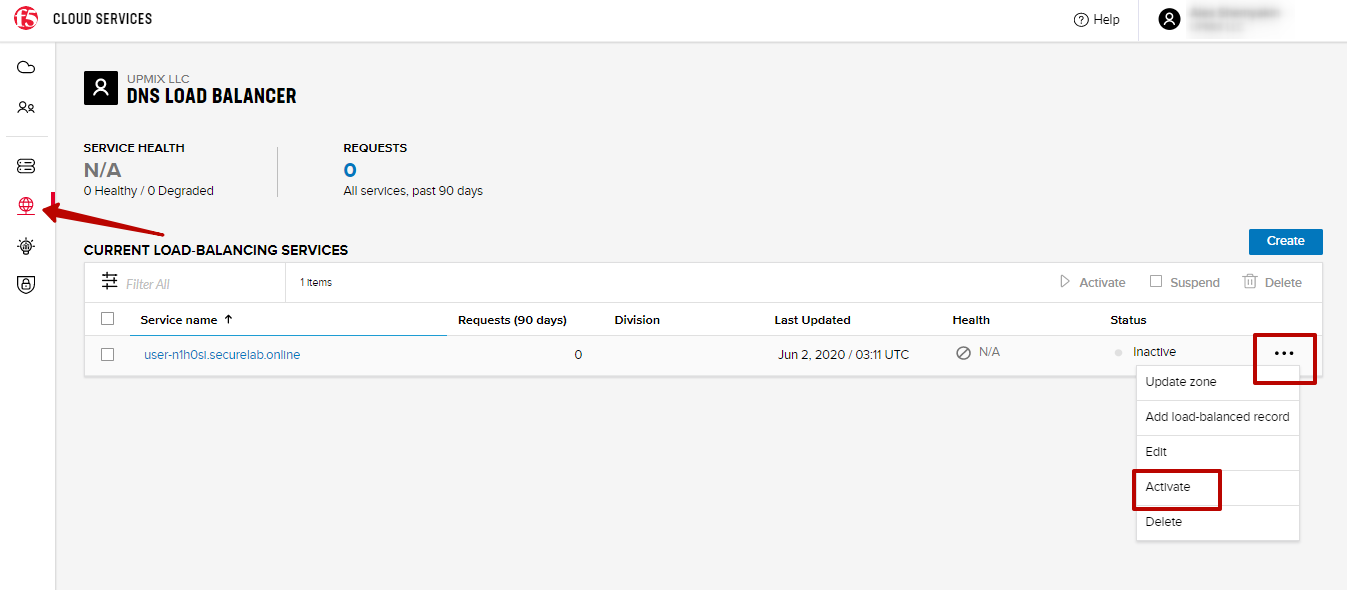 f5 CLOUD SERVICES
Help
UPMIX LLC
DNS LOAD BALANCER
SERVICE HEALTH
N/A
0 Healthy / 0 Degraded
REQUESTS
0
All services, past 90 days
CURRENT LOAD-BALANCING SERVICES
Create
Filter All
1 Items
Activate
Suspend
Delete
Service name ↑
Requests (90 days)
Division
Last Updated
Health
Status
user-n1h0sl.securelab.online
0
Jun 2, 2020 / 03:11 UTC
N/A
Inactive
Update zone
Add load-balanced record
Edit
Activate
Delete